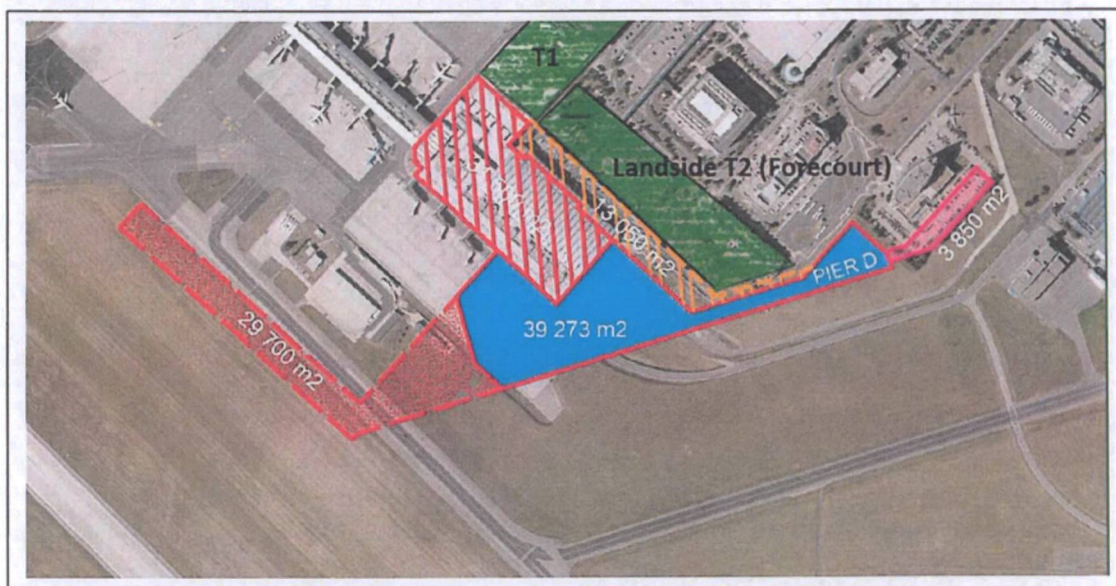 T1
Landside T2 (Forecourt)
13 050 m2
3 850 m2
PIER D
39 273 m2
29 700 m2